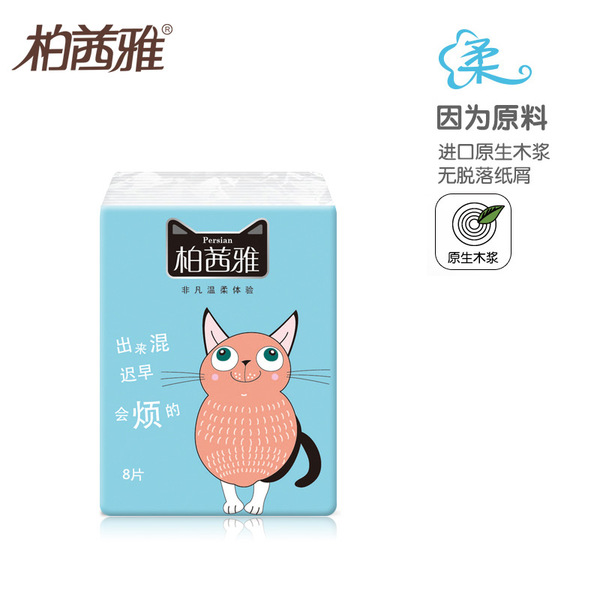 柏茜雅®
柔
因为原料
进口原生木浆
无脱落纸屑
原生木浆
Persian
柏茜雅
非凡温柔体验
出来混
迟早
会烦的
8片